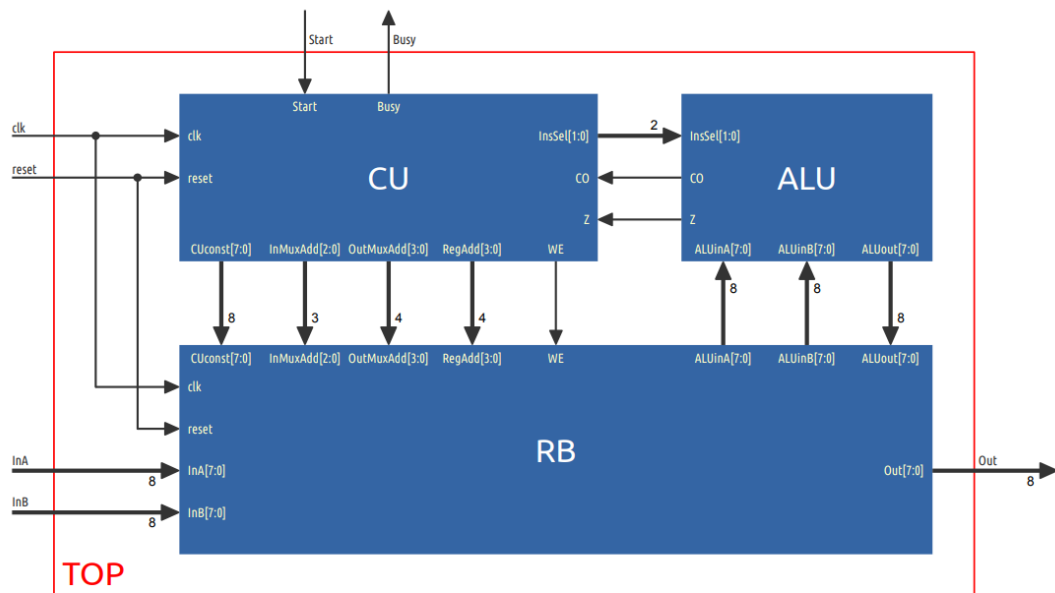 Start Busy
Start Busy
clk clk InsSel[1:0] 2 InsSel[1:0]
reset reset CU CO CO ALU
Z Z
CUconst[7:0] InMuxAdd[2:0] OutMuxAdd[3:0] RegAdd[3:0] WE ALUinA[7:0] ALUinB[7:0] ALUout[7:0]
8 3 4 4 8 8 8
CUconst[7:0] InMuxAdd[2:0] OutMuxAdd[3:0] RegAdd[3:0] WE ALUinA[7:0] ALUinB[7:0] ALUout[7:0]
clk
reset
RB
InA 8 InA[7:0] Out[7:0] Out 8
InB 8 InB[7:0]
TOP